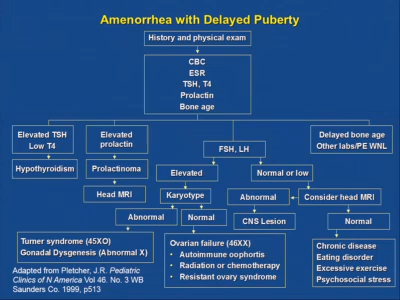 Amenorrhea with Delayed Puberty
History and physical exam
CBC
ESR
TSH, T4
Prolactin
Bone age
Elevated TSH
Low T4
Elevated
prolactin
FSH, LH
Delayed bone age
Other labs/PE WNL
Hypothyroidism
Prolactinoma
Elevated
Normal or low
Head MRI
Karyotype
Abnormal
Consider head MRI
Abnormal
Normal
CNS Lesion
Normal
Turner syndrome (45XO)
Gonadal Dysgenesis (Abnormal X)
Ovarian failure (46XX)
• Autoimmune oophortis
• Radiation or chemotherapy
• Resistant ovary syndrome
Chronic disease
Eating disorder
Excessive exercise
Psychosocial stress
Adapted from Pletcher, J.R. Pediatric
Clinics of N America Vol 46. No. 3 WB
Saunders Co. 1999, p513